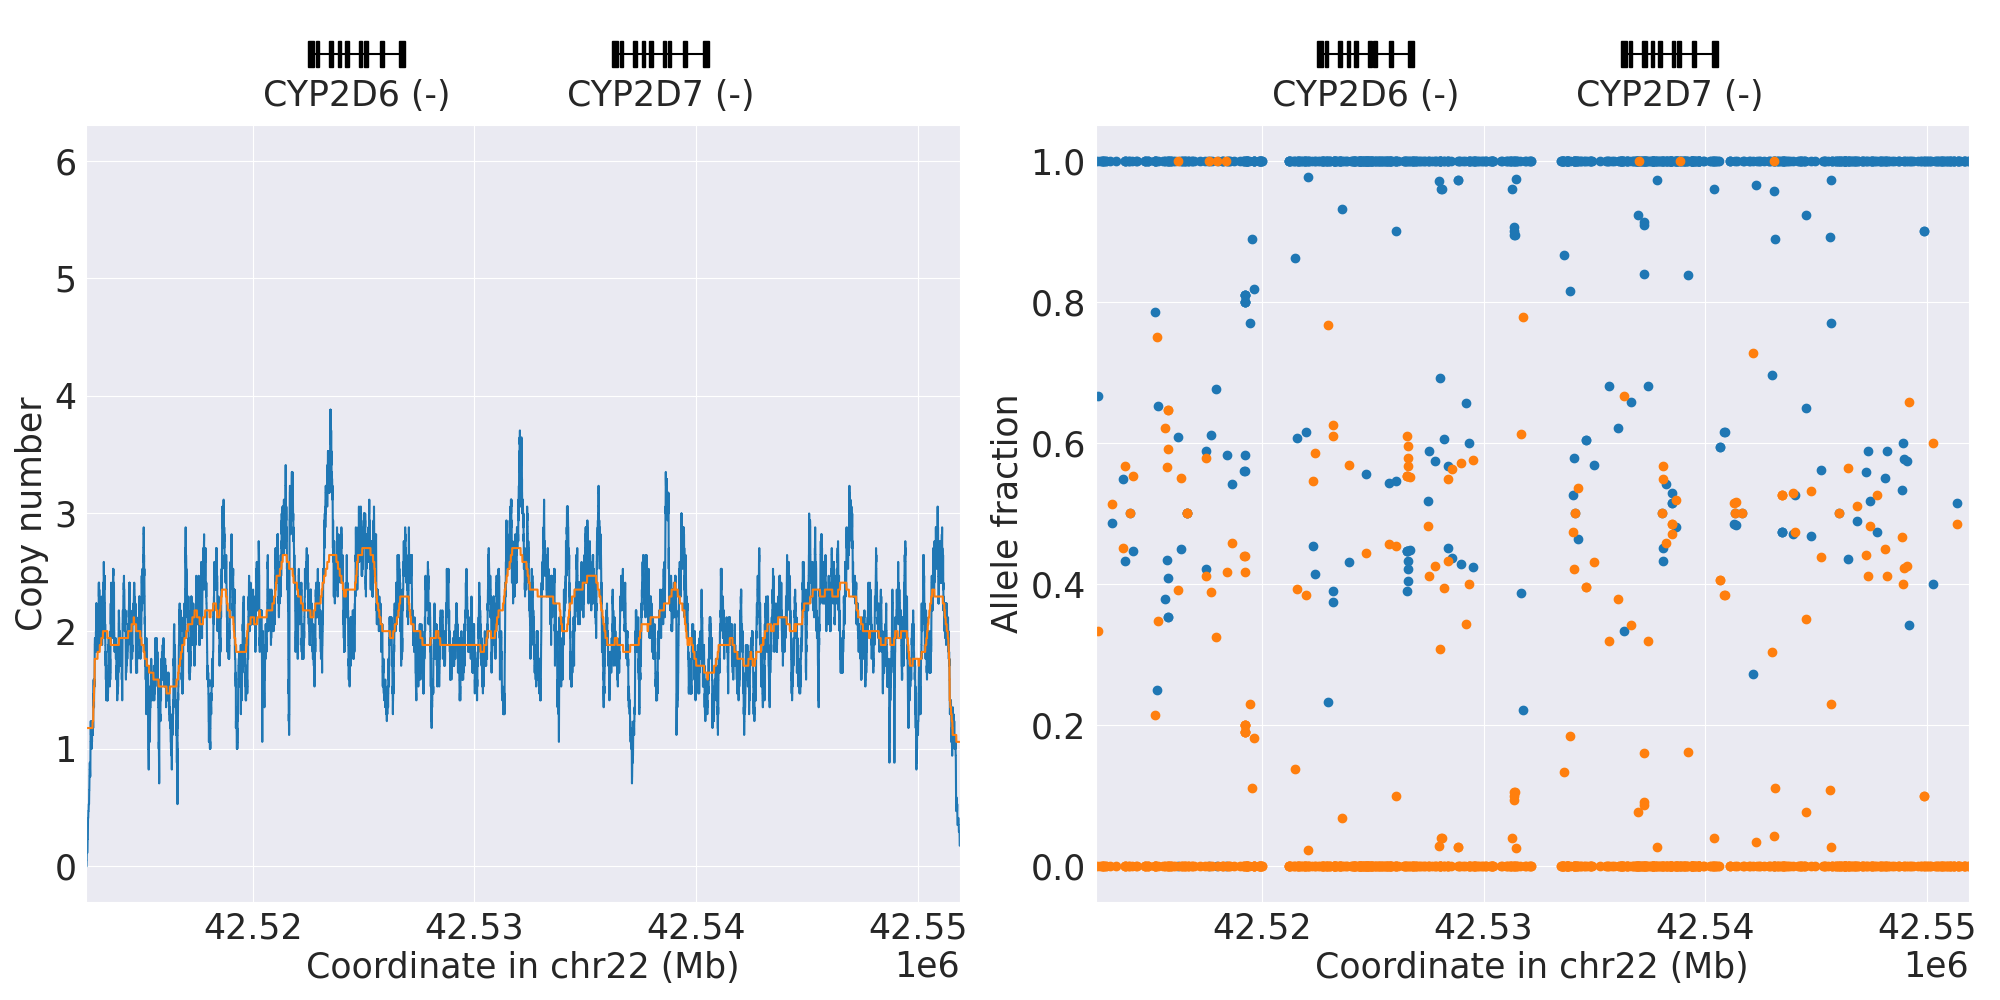 CYP2D6 (-) CYP2D7 (-)
6
5
4
3
2
1
0
Copy number
42.52 42.53 42.54 42.55
Coordinate in chr22 (Mb) 1e6
CYP2D6 (-) CYP2D7 (-)
1.0
0.8
0.6
0.4
0.2
0.0
Allele fraction
42.52 42.53 42.54 42.55
Coordinate in chr22 (Mb) 1e6